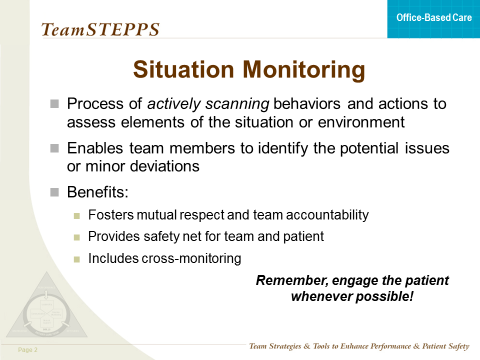 Office-Based Care
TeamSTEPPS
Situation Monitoring
Process of actively scanning behaviors and actions to
assess elements of the situation or environment
Enables team members to identify the potential issues
or minor deviations
Benefits:
Fosters mutual respect and team accountability
Provides safety net for team and patient
Includes cross-monitoring
Remember, engage the patient
whenever possible!
Page 2
Team Strategies & Tools to Enhance Performance & Patient Safety